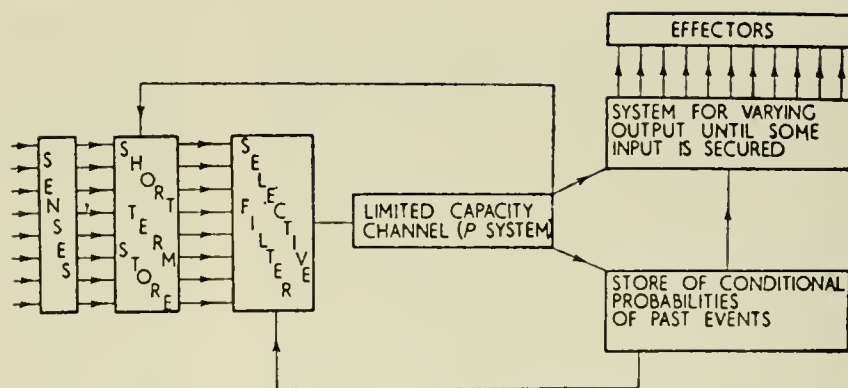 SENSES
SHORT TERM STORE
SELECTIVE FILTER
LIMITED CAPACITY
CHANNEL (P SYSTEM)
EFFECTORS
SYSTEM FOR VARYING
OUTPUT UNTIL SOME
INPUT IS SECURED
STORE OF CONDITIONAL
PROBABILITIES
OF PAST EVENTS